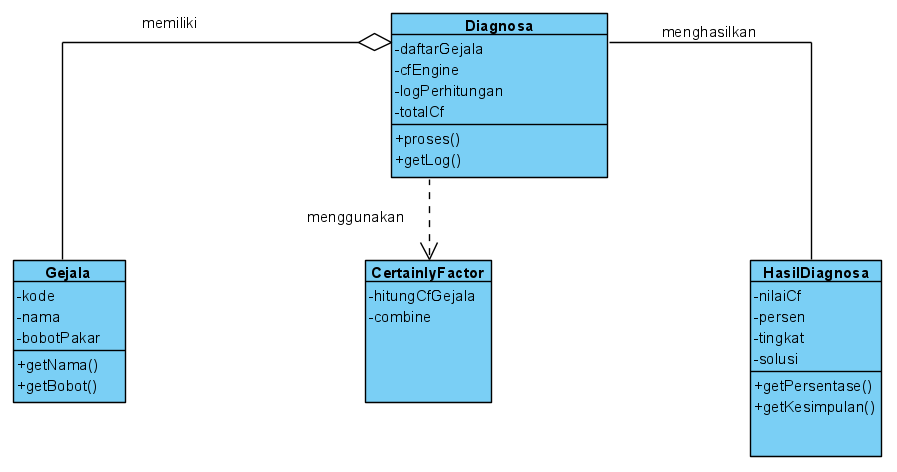 memiliki
Diagnosa
-daftarGejala
-cfEngine
-logPerhitungan
-totalCf
+proses()
+getLog()
menghasilkan
menggunakan
Gejala
-kode
-nama
-bobotPakar
+getNama()
+getBobot()
CertainlyFactor
-hitungCfGejala
-combine
HasilDiagnosa
-nilaiCf
-persen
-tingkat
-solusi
+getPersentase()
+getKesimpulan()